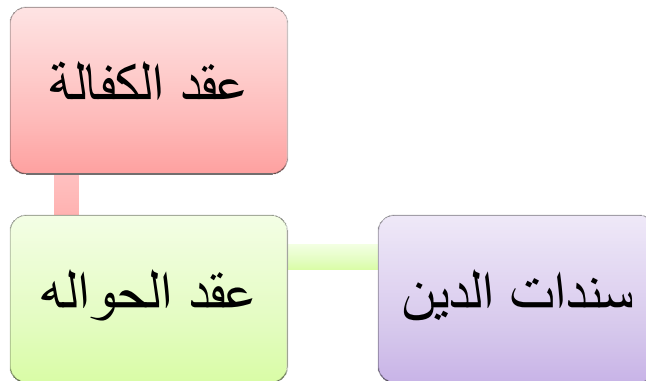 عقد الكفالة
عقد الحواله
سندات الدين